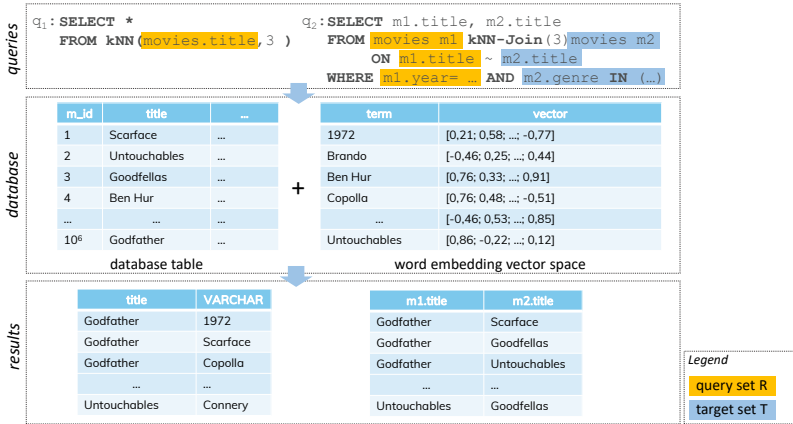 queries
q₁: SELECT *
FROM kNN(movies.title,3 )
q₂: SELECT m1.title, m2.title
FROM movies m1 kNN-Join(3)movies m2
ON m1.title ~ m2.title
WHERE m1.year= … AND m2.genre IN (…)
database
m_id title ...
1 Scarface ...
2 Untouchables ...
3 Goodfellas ...
4 Ben Hur ...
... ... ...
10⁶ Godfather ...
database table
+
term vector
1972 [0,21; 0,58; ...; -0,77]
Brando [-0,46; 0,25; ...; 0,44]
Ben Hur [0,76; 0,33; ...; 0,91]
Copolla [0,76; 0,48; ...; -0,51]
... [-0,46; 0,53; ...; 0,85]
Untouchables [0,86; -0,22; ...; 0,12]
word embedding vector space
results
title VARCHAR
Godfather 1972
Godfather Scarface
Godfather Copolla
... ...
Untouchables Connery
m1.title m2.title
Godfather Scarface
Godfather Goodfellas
Godfather Untouchables
... ...
Untouchables Goodfellas
Legend
query set R
target set T